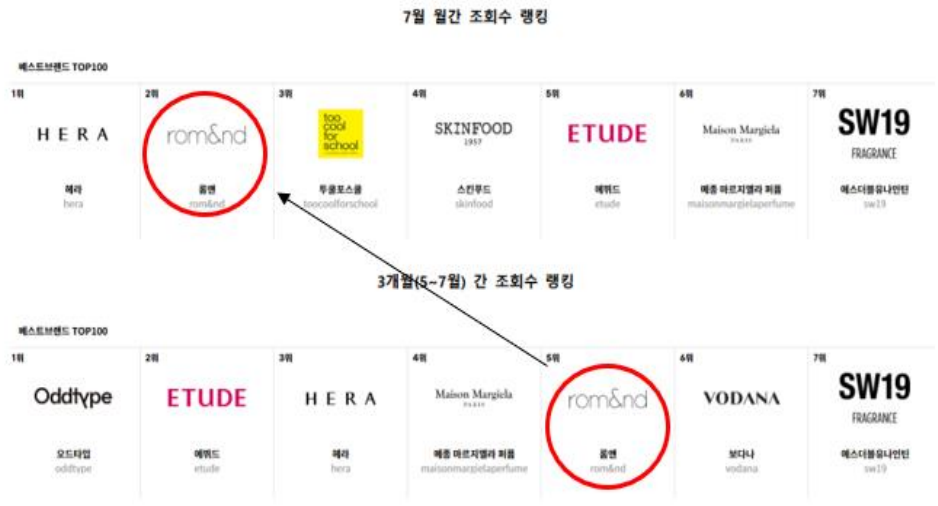 7월 월간 조회수 랭킹
베스트브랜드 TOP100
1위 2위 3위 4위 5위 6위 7위
HERA rom&nd too cool for school SKINFOOD 1957 ETUDE Maison Margiela PARIS SW19 FRAGRANCE
헤라 롬앤 투쿨포스쿨 스킨푸드 에뛰드 메종 마르지엘라 퍼퓸 에스더블유나인틴
hera rom&nd toocoolforschool skinfood etude maisonmargielaperfume sw19
3개월(5~7월) 간 조회수 랭킹
베스트브랜드 TOP100
1위 2위 3위 4위 5위 6위 7위
Oddtype ETUDE HERA Maison Margiela PARIS rom&nd VODANA SW19 FRAGRANCE
오드타입 에뛰드 헤라 메종 마르지엘라 퍼퓸 롬앤 보다나 에스더블유나인틴
oddtype etude hera maisonmargielaperfume rom&nd vodana sw19